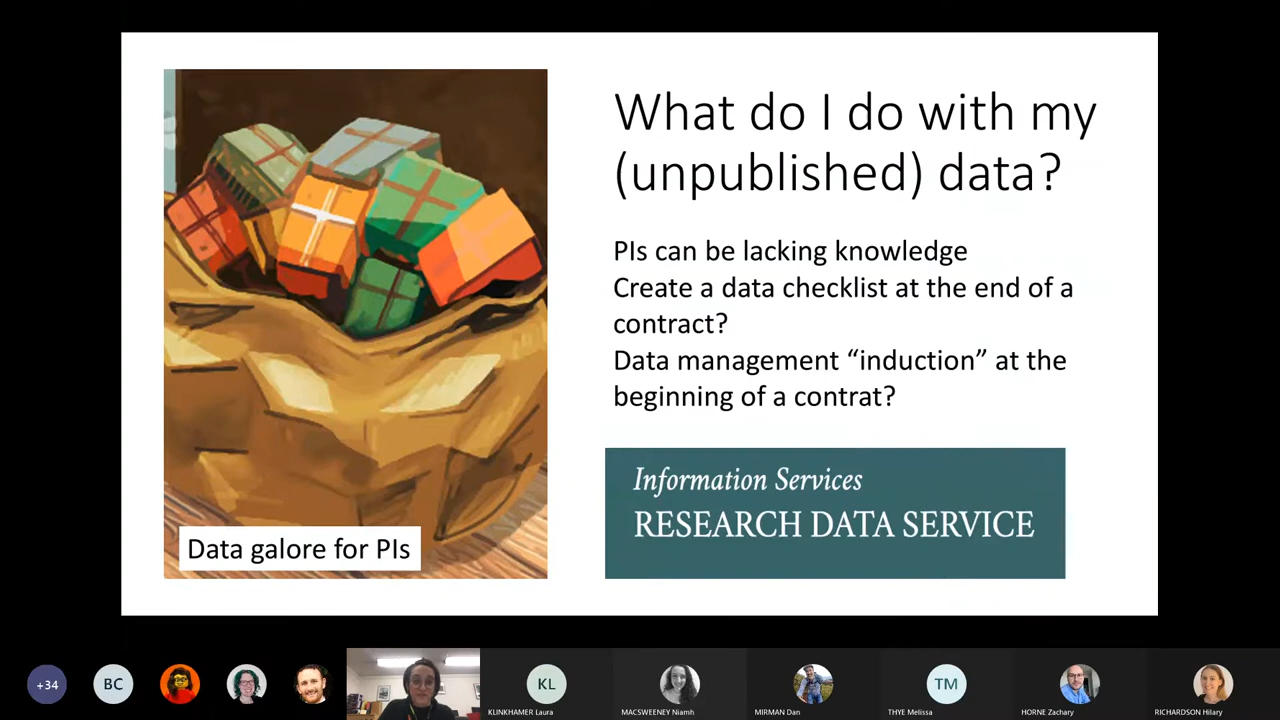 What do I do with my
(unpublished) data?
PIs can be lacking knowledge
Create a data checklist at the end of a
contract?
Data management “induction” at the
beginning of a contrat?
Information Services
RESEARCH DATA SERVICE
Data galore for PIs
+34
BC
KL
KLINKHAMER Laura
MACSWEENEY Niamh
MIRMAN Dan
TM
THYE Melissa
HORNE Zachary
RICHARDSON Hilary